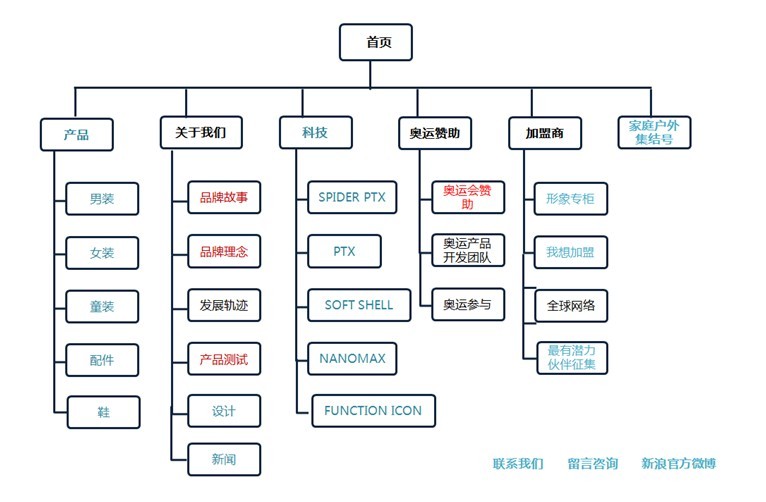 首页
产品
关于我们
科技
奥运赞助
加盟商
家庭户外
集结号
男装
品牌故事
SPIDER PTX
奥运会赞
助
形象专柜
女装
品牌理念
PTX
奥运产品
开发团队
我想加盟
童装
发展轨迹
SOFT SHELL
奥运参与
全球网络
配件
产品测试
NANOMAX
最有潜力
伙伴征集
鞋
设计
FUNCTION ICON
新闻
联系我们
留言咨询
新浪官方微博